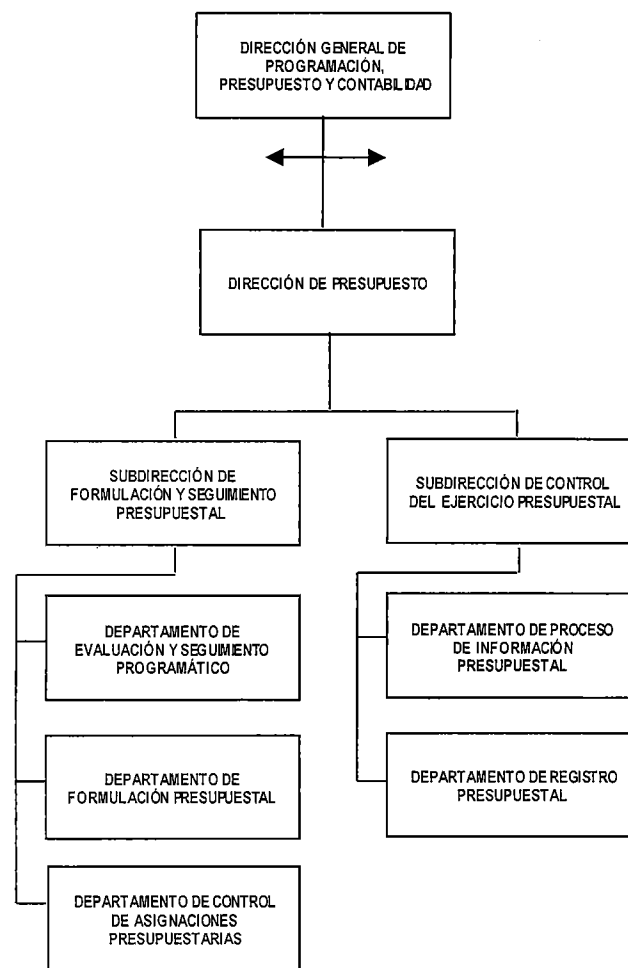 DIRECCIÓN GENERAL DE
PROGRAMACIÓN,
PRESUPUESTO Y CONTABILIDAD
DIRECCIÓN DE PRESUPUESTO
SUBDIRECCIÓN DE
FORMULACIÓN Y SEGUIMIENTO
PRESUPUESTAL
SUBDIRECCIÓN DE CONTROL
DEL EJERCICIO PRESUPUESTAL
DEPARTAMENTO DE
EVALUACIÓN Y SEGUIMIENTO
PROGRAMÁTICO
DEPARTAMENTO DE PROCESO
DE INFORMACIÓN
PRESUPUESTAL
DEPARTAMENTO DE
FORMULACIÓN PRESUPUESTAL
DEPARTAMENTO DE REGISTRO
PRESUPUESTAL
DEPARTAMENTO DE CONTROL
DE ASIGNACIONES
PRESUPUESTARIAS